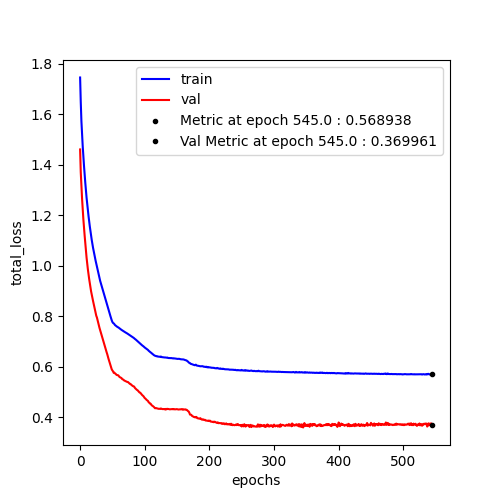 1.8
1.6
1.4
1.2
1.0
0.8
0.6
0.4
total_loss
train
val
Metric at epoch 545.0 : 0.568938
Val Metric at epoch 545.0 : 0.369961
0 100 200 300 400 500
epochs